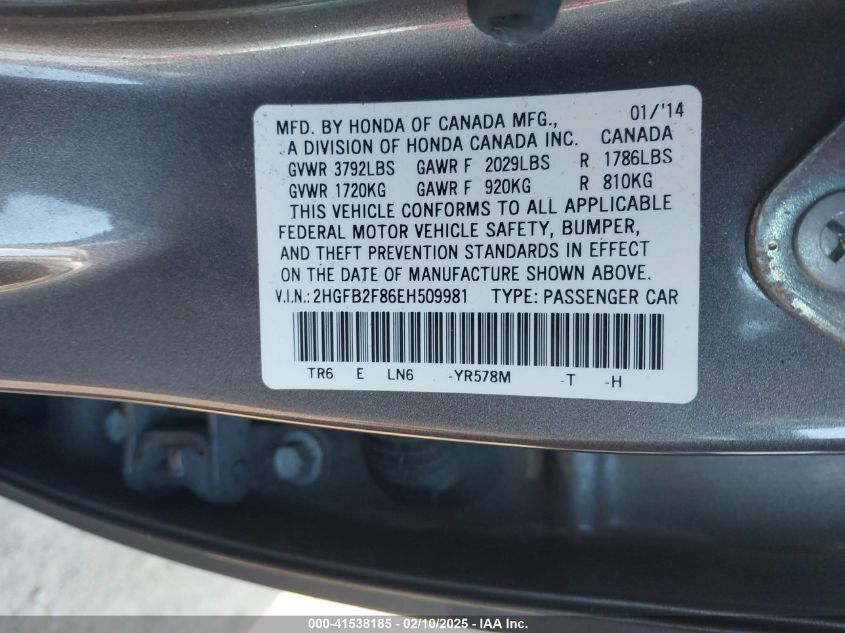 01/'14
MFD. BY HONDA OF CANADA MFG.,
A DIVISION OF HONDA CANADA INC. CANADA
GVWR 3792LBS GAWR F 2029LBS R 1786LBS
GVWR 1720KG GAWR F 920KG R 810KG
THIS VEHICLE CONFORMS TO ALL APPLICABLE
FEDERAL MOTOR VEHICLE SAFETY, BUMPER,
AND THEFT PREVENTION STANDARDS IN EFFECT
ON THE DATE OF MANUFACTURE SHOWN ABOVE.
V.I.N.: 2HGFB2F86EH509981 TYPE: PASSENGER CAR
TR6 E LN6 -YR578M -T -H
000-41538185 - 02/10/2025 - IAA Inc.